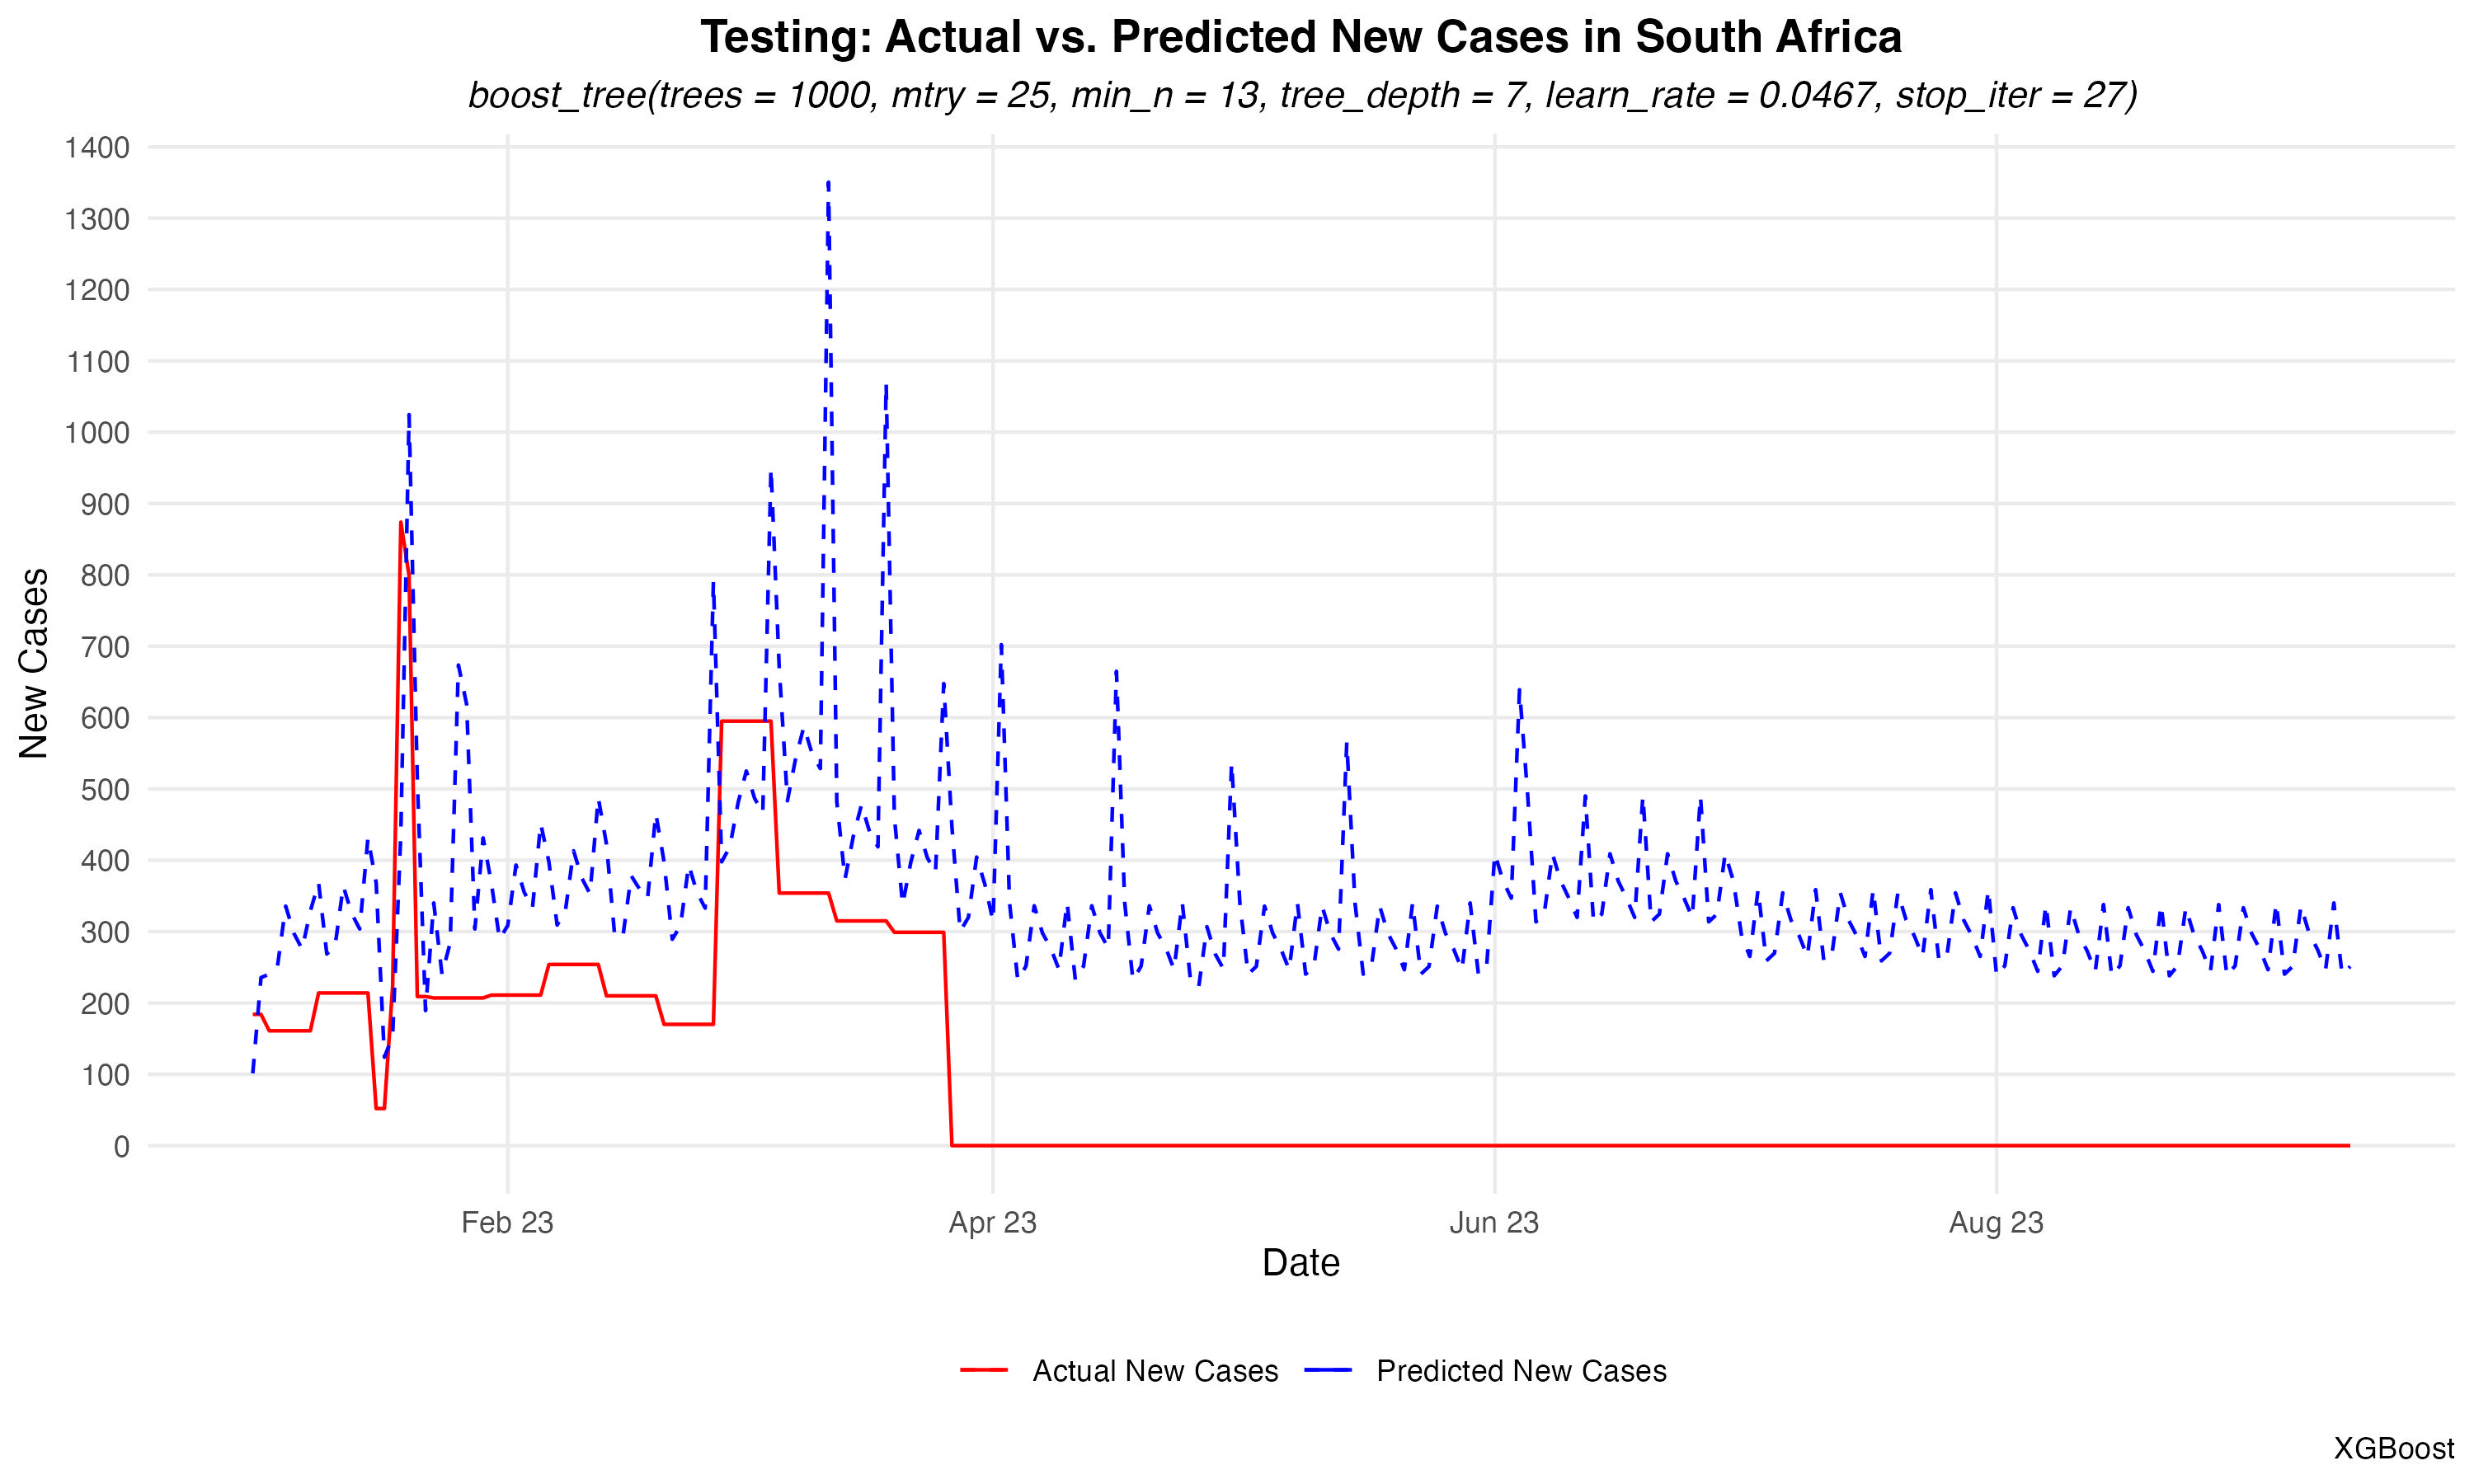 Testing: Actual vs. Predicted New Cases in South Africa
boost_tree(trees = 1000, mtry = 25, min_n = 13, tree_depth = 7, learn_rate = 0.0467, stop_iter = 27)
1400
1300
1200
1100
1000
900
800
700
600
500
400
300
200
100
0
New Cases
Feb 23 Apr 23 Jun 23 Aug 23
Date
Actual New Cases Predicted New Cases
XGBoost